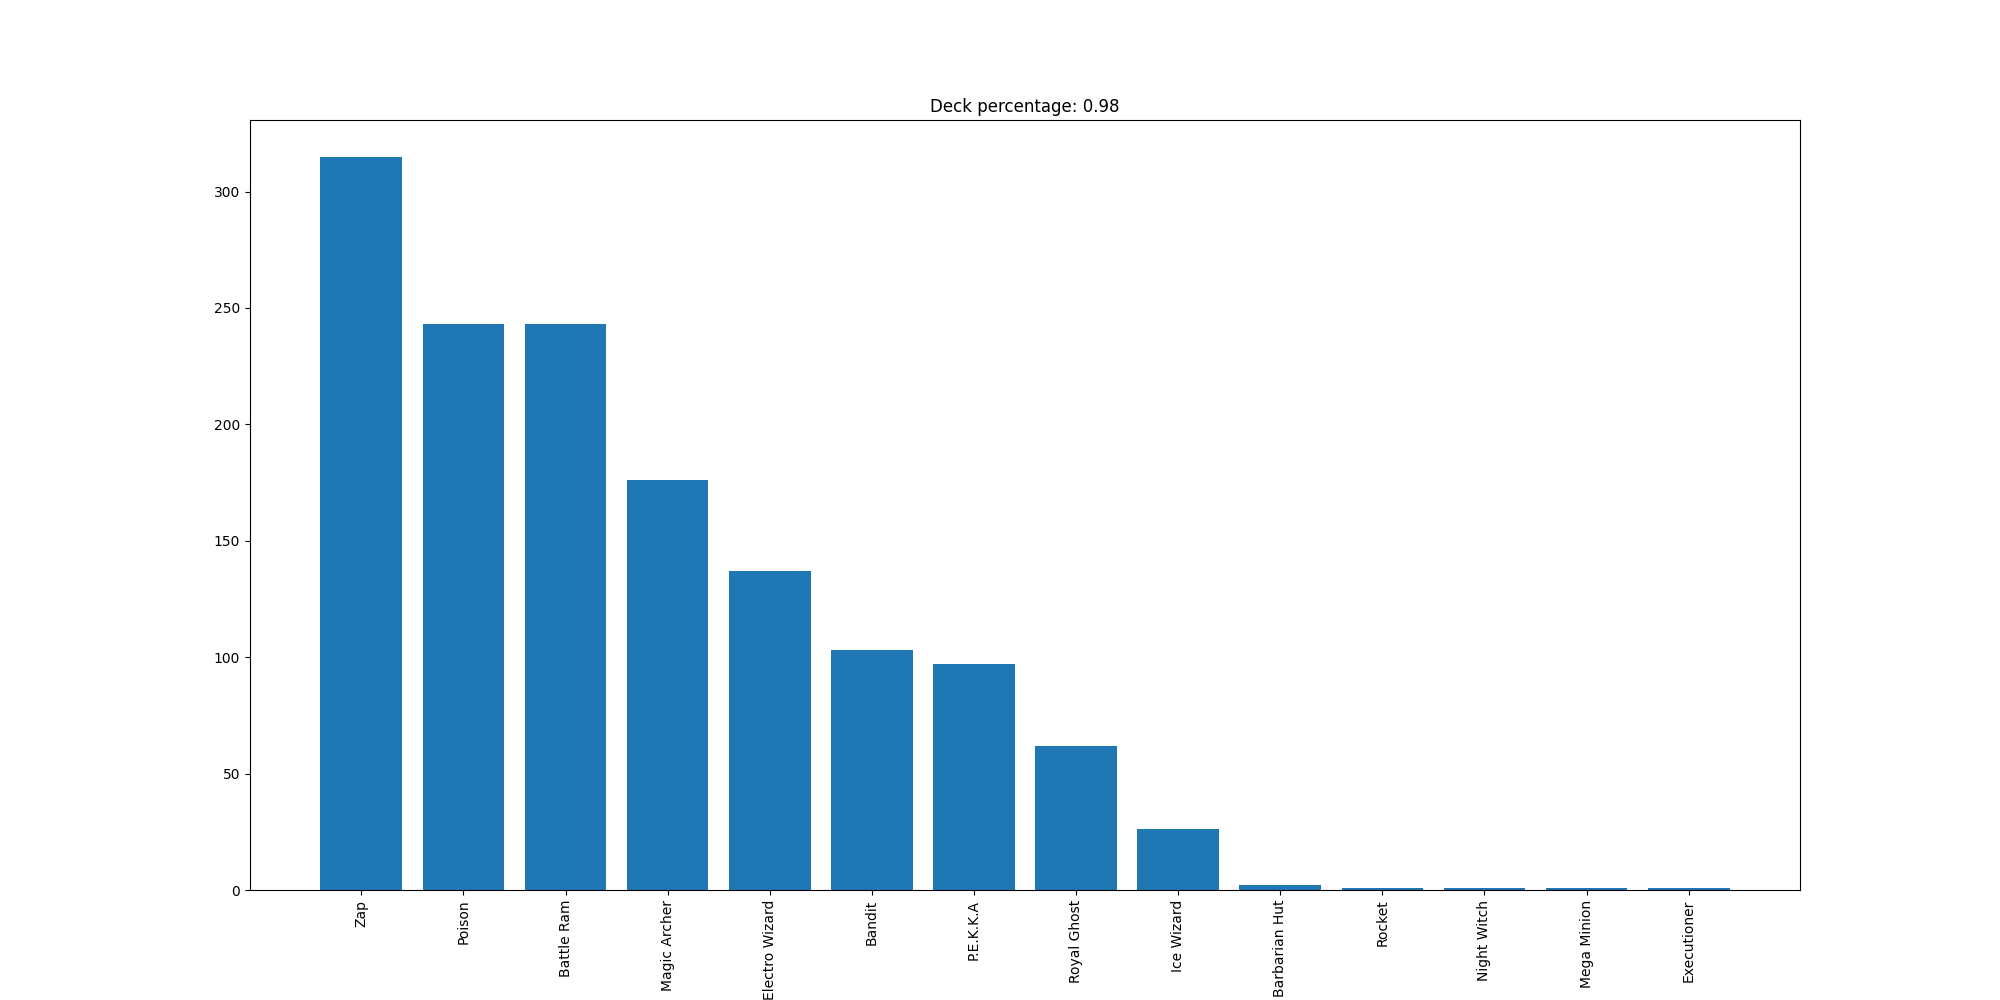 Deck percentage: 0.98
300
250
200
150
100
50
0
Zap
Poison
Battle Ram
Magic Archer
Electro Wizard
Bandit
P.E.K.K.A
Royal Ghost
Ice Wizard
Barbarian Hut
Rocket
Night Witch
Mega Minion
Executioner